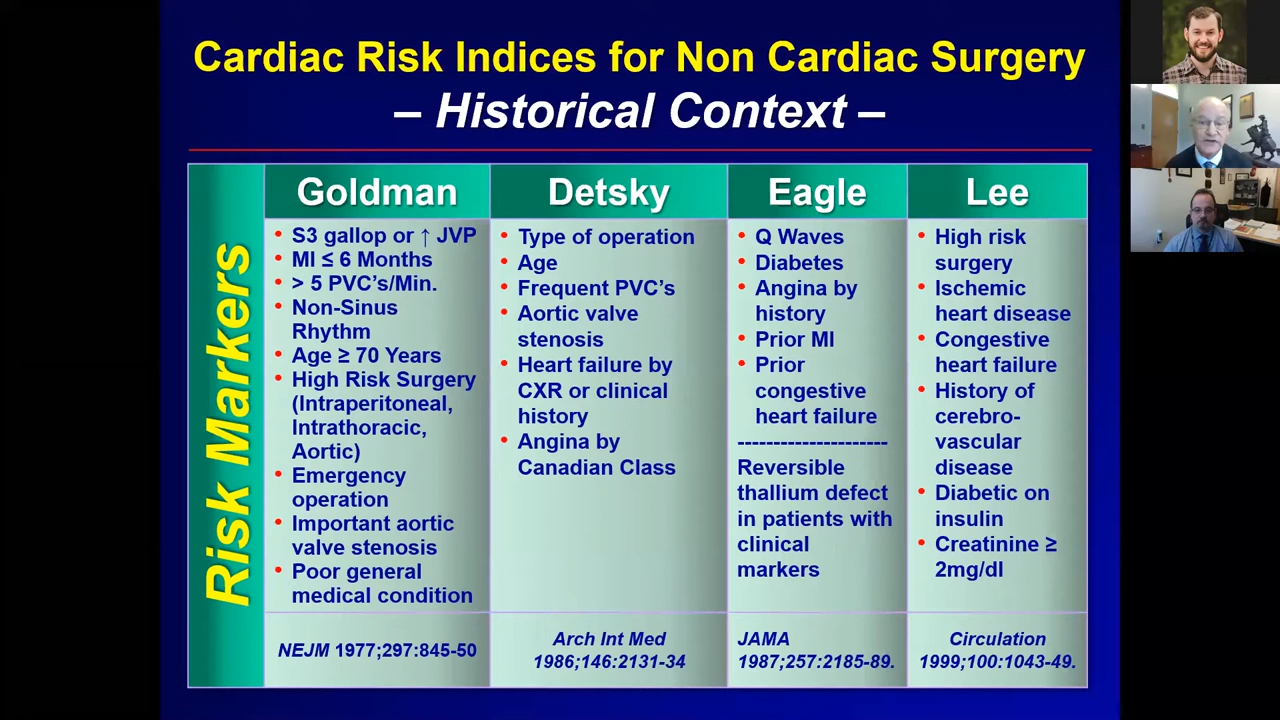 Cardiac Risk Indices for Non Cardiac Surgery
– Historical Context –
Risk Markers
Goldman
• S3 gallop or ↑ JVP
• MI ≤ 6 Months
• > 5 PVC's/Min.
• Non-Sinus
Rhythm
• Age ≥ 70 Years
• High Risk Surgery
(Intraperitoneal,
Intrathoracic,
Aortic)
• Emergency
operation
• Important aortic
valve stenosis
• Poor general
medical condition
NEJM 1977;297:845-50
Detsky
• Type of operation
• Age
• Frequent PVC's
• Aortic valve
stenosis
• Heart failure by
CXR or clinical
history
• Angina by
Canadian Class
Arch Int Med
1986;146:2131-34
Eagle
• Q Waves
• Diabetes
• Angina by
history
• Prior MI
• Prior
congestive
heart failure
---------------------
Reversible
thallium defect
in patients with
clinical
markers
JAMA
1987;257:2185-89.
Lee
• High risk
surgery
• Ischemic
heart disease
• Congestive
heart failure
• History of
cerebro-
vascular
disease
• Diabetic on
insulin
• Creatinine ≥
2mg/dl
Circulation
1999;100:1043-49.